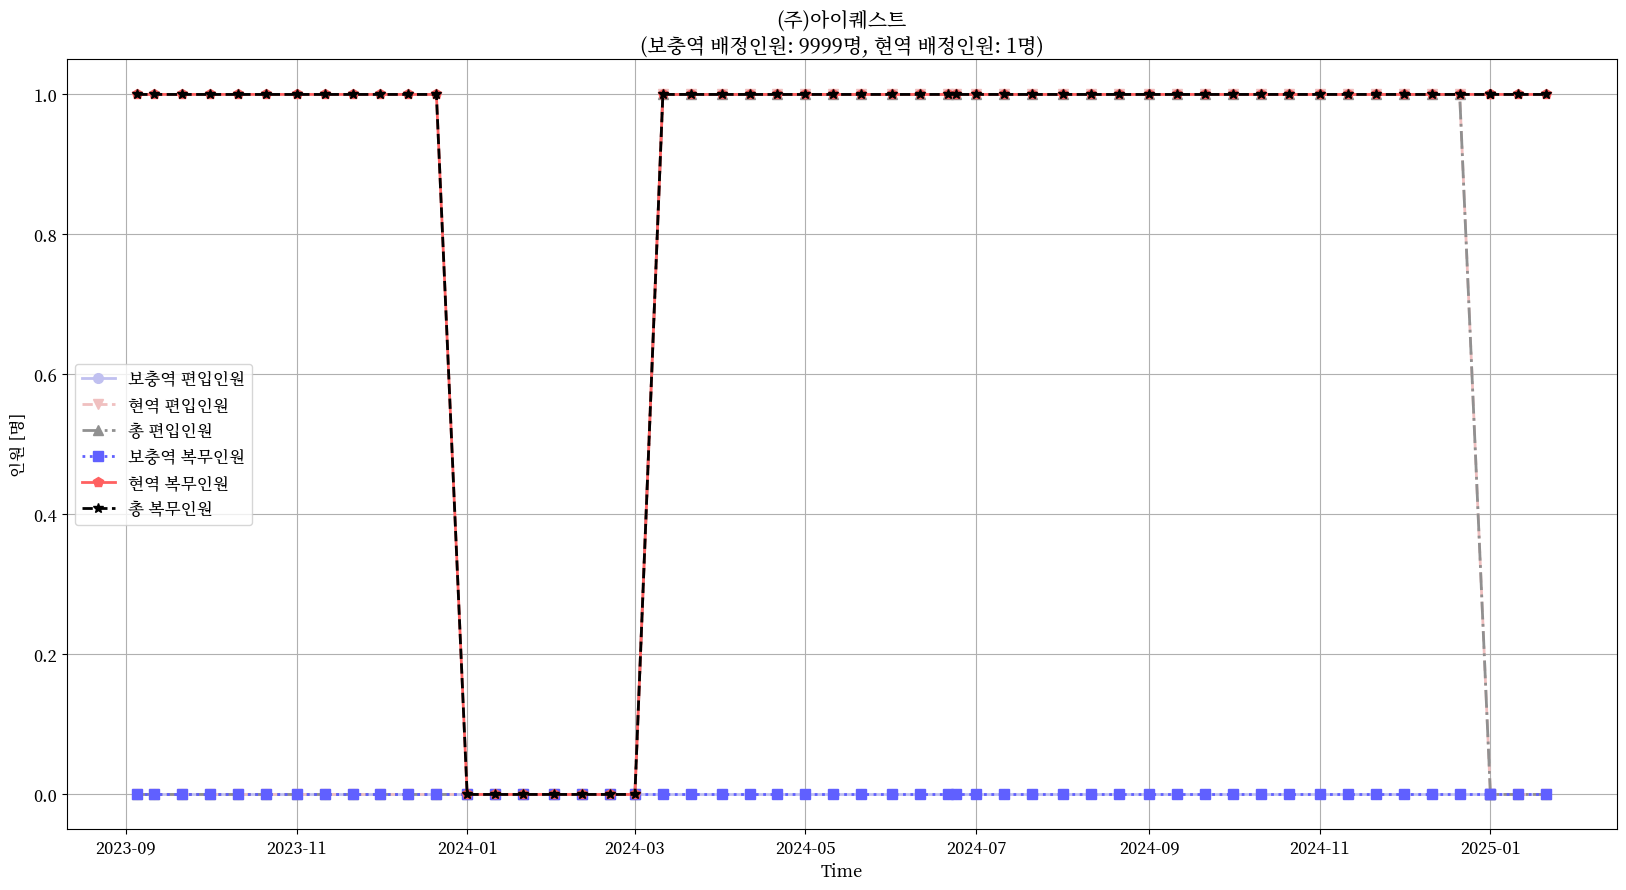 (주)아이퀘스트
(보충역 배정인원: 9999명, 현역 배정인원: 1명)
인원 [명]
1.0
0.8
0.6
0.4
0.2
0.0
보충역 편입인원
현역 편입인원
총 편입인원
보충역 복무인원
현역 복무인원
총 복무인원
2023-09 2023-11 2024-01 2024-03 2024-05 2024-07 2024-09 2024-11 2025-01
Time